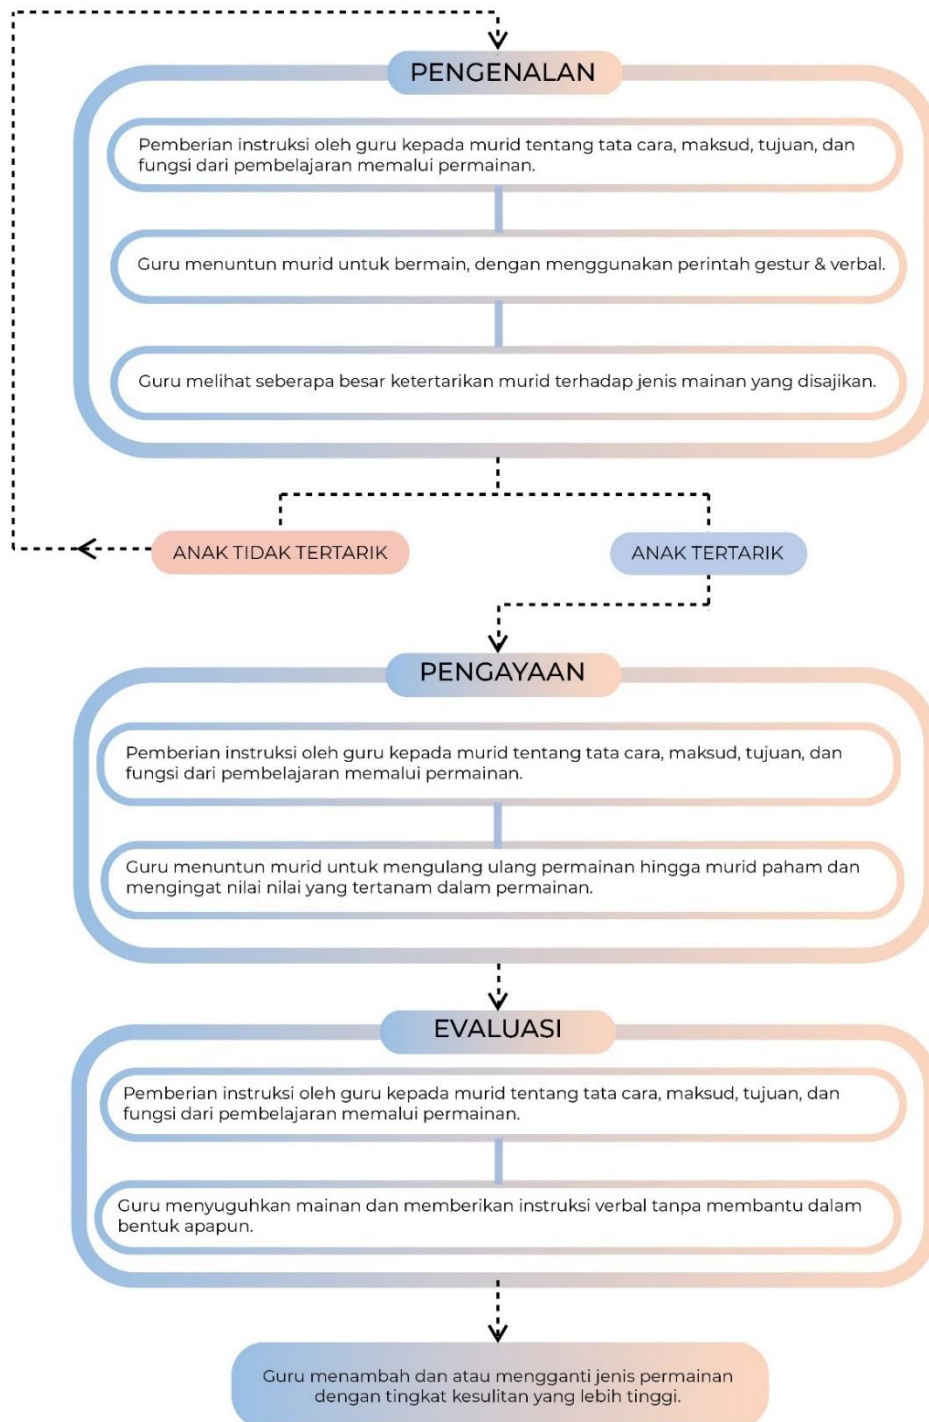 PENGENALAN
Pemberian instruksi oleh guru kepada murid tentang tata cara, maksud, tujuan, dan
fungsi dari pembelajaran memalui permainan.
Guru menuntun murid untuk bermain, dengan menggunakan perintah gestur & verbal.
Guru melihat seberapa besar ketertarikan murid terhadap jenis mainan yang disajikan.
ANAK TIDAK TERTARIK
ANAK TERTARIK
PENGAYAAN
Pemberian instruksi oleh guru kepada murid tentang tata cara, maksud, tujuan, dan
fungsi dari pembelajaran memalui permainan.
Guru menuntun murid untuk mengulang ulang permainan hingga murid paham dan
mengingat nilai nilai yang tertanam dalam permainan.
EVALUASI
Pemberian instruksi oleh guru kepada murid tentang tata cara, maksud, tujuan, dan
fungsi dari pembelajaran memalui permainan.
Guru menyuguhkan mainan dan memberikan instruksi verbal tanpa membantu dalam
bentuk apapun.
Guru menambah dan atau mengganti jenis permainan
dengan tingkat kesulitan yang lebih tinggi.